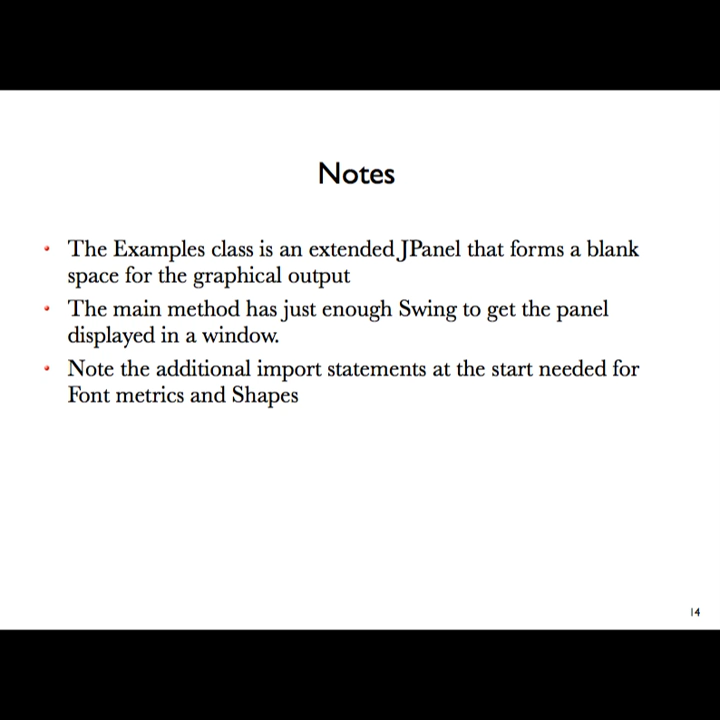 Notes
• The Examples class is an extended JPanel that forms a blank
space for the graphical output
• The main method has just enough Swing to get the panel
displayed in a window.
• Note the additional import statements at the start needed for
Font metrics and Shapes
14